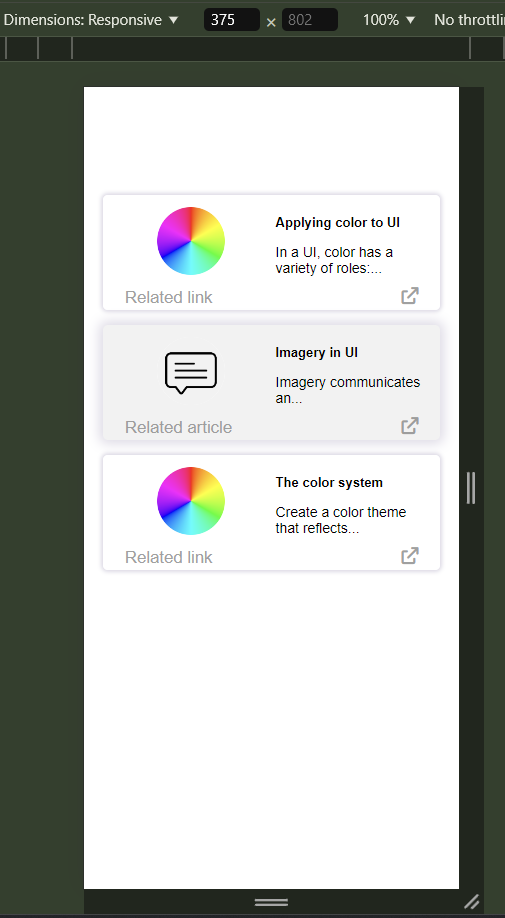 Dimensions: Responsive ▼ 375 × 802 100% ▼ No throttli
Applying color to UI
In a UI, color has a
variety of roles:...
Related link
Imagery in UI
Imagery communicates
an...
Related article
The color system
Create a color theme
that reflects...
Related link